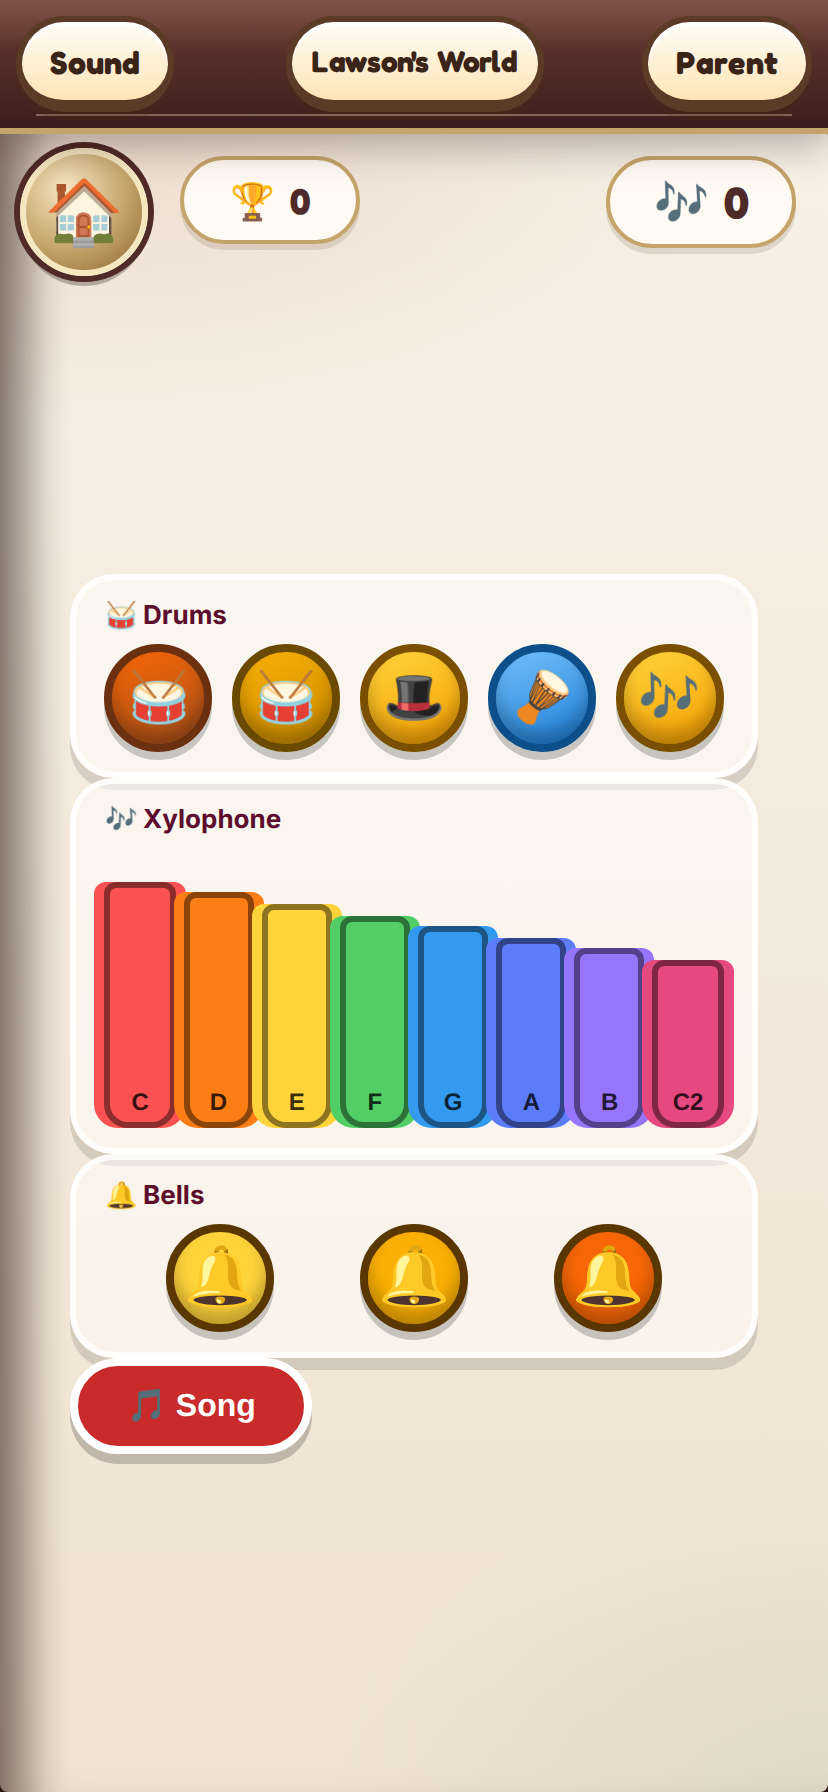 Sound
Lawson's World
Parent
0
0
Drums
Xylophone
C D E F G A B C2
Bells
Song